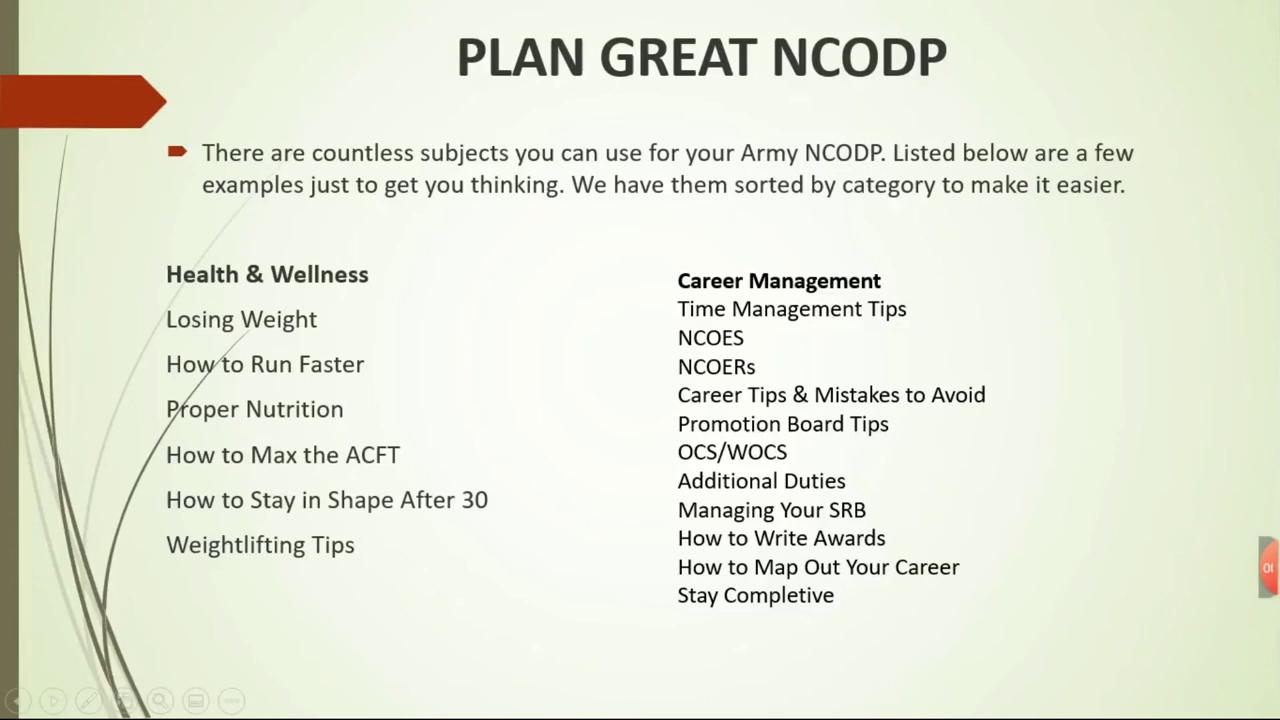 PLAN GREAT NCODP
There are countless subjects you can use for your Army NCODP. Listed below are a few
examples just to get you thinking. We have them sorted by category to make it easier.
Health & Wellness
Losing Weight
How to Run Faster
Proper Nutrition
How to Max the ACFT
How to Stay in Shape After 30
Weightlifting Tips
Career Management
Time Management Tips
NCOES
NCOERs
Career Tips & Mistakes to Avoid
Promotion Board Tips
OCS/WOCS
Additional Duties
Managing Your SRB
How to Write Awards
How to Map Out Your Career
Stay Completive